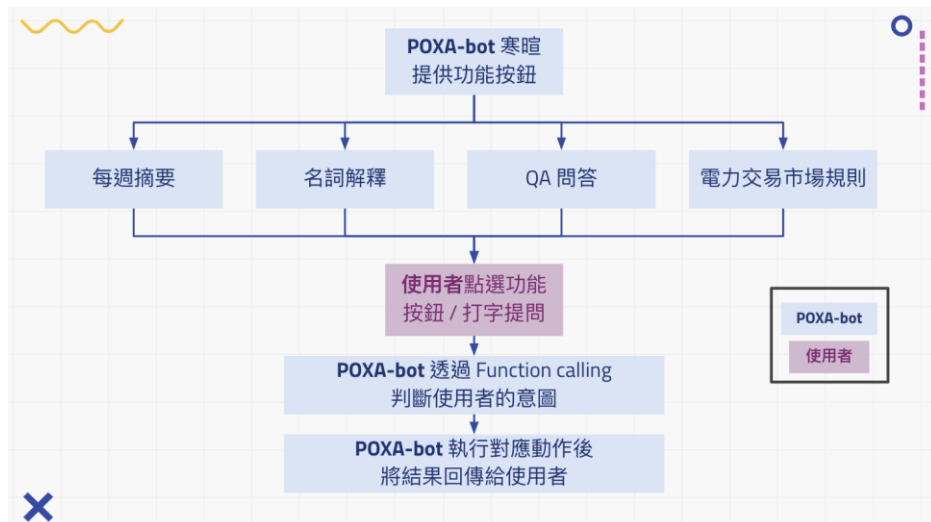 POXA-bot 寒暄
提供功能按鈕
每週摘要
名詞解釋
QA 問答
電力交易市場規則
使用者點選功能
按鈕 / 打字提問
POXA-bot
使用者
POXA-bot 透過 Function calling
判斷使用者的意圖
POXA-bot 執行對應動作後
將結果回傳給使用者